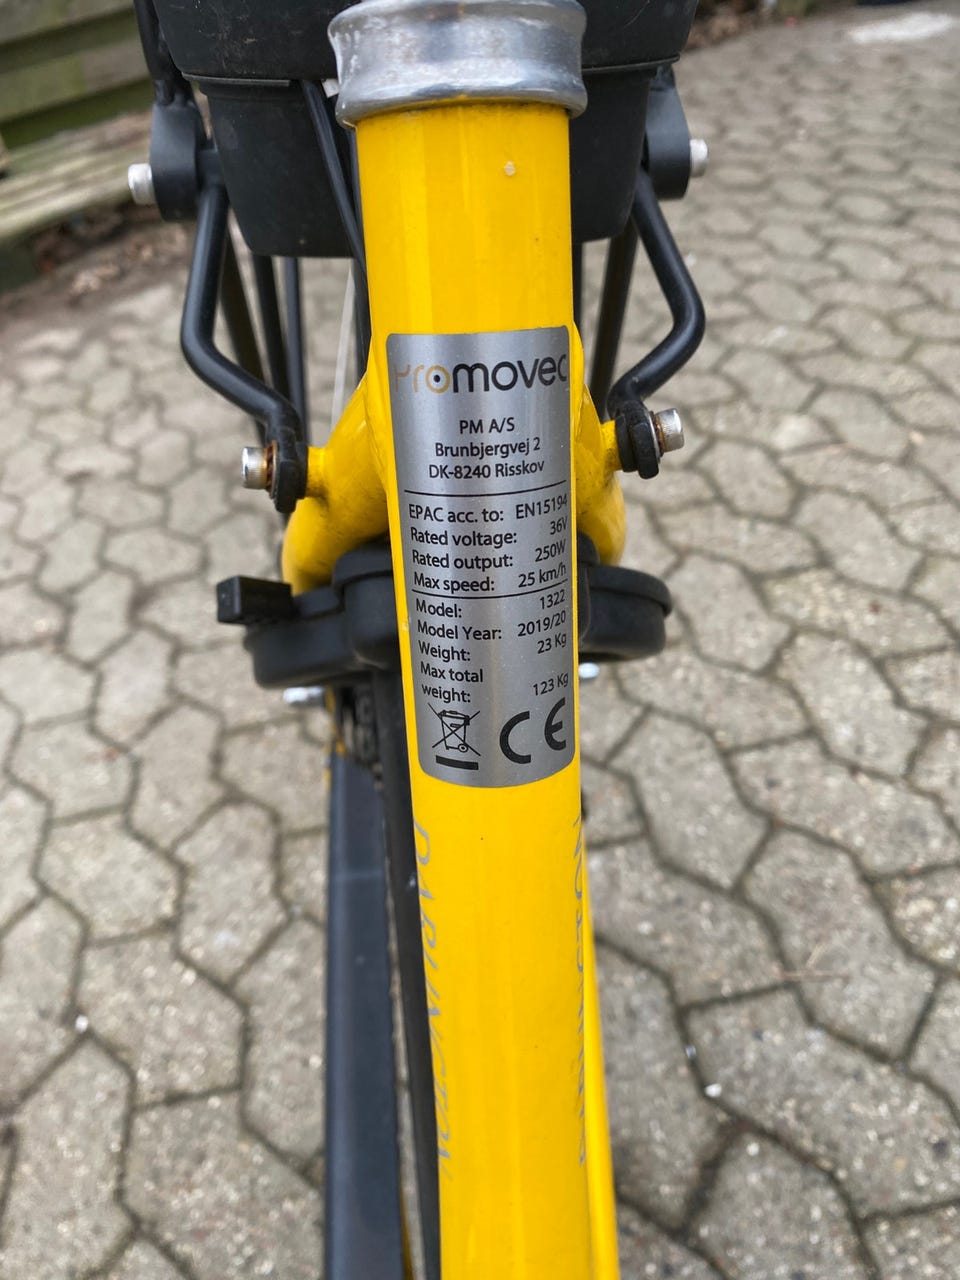 Promovec
PM A/S
Brunbjergvej 2
DK-8240 Risskov
EPAC acc. to: EN15194
Rated voltage: 36V
Rated output: 250W
Max speed: 25 km/h
Model: 1322
Model Year: 2019/20
Weight: 23 Kg
Max total
weight: 123 Kg
CE
DARLINGTON